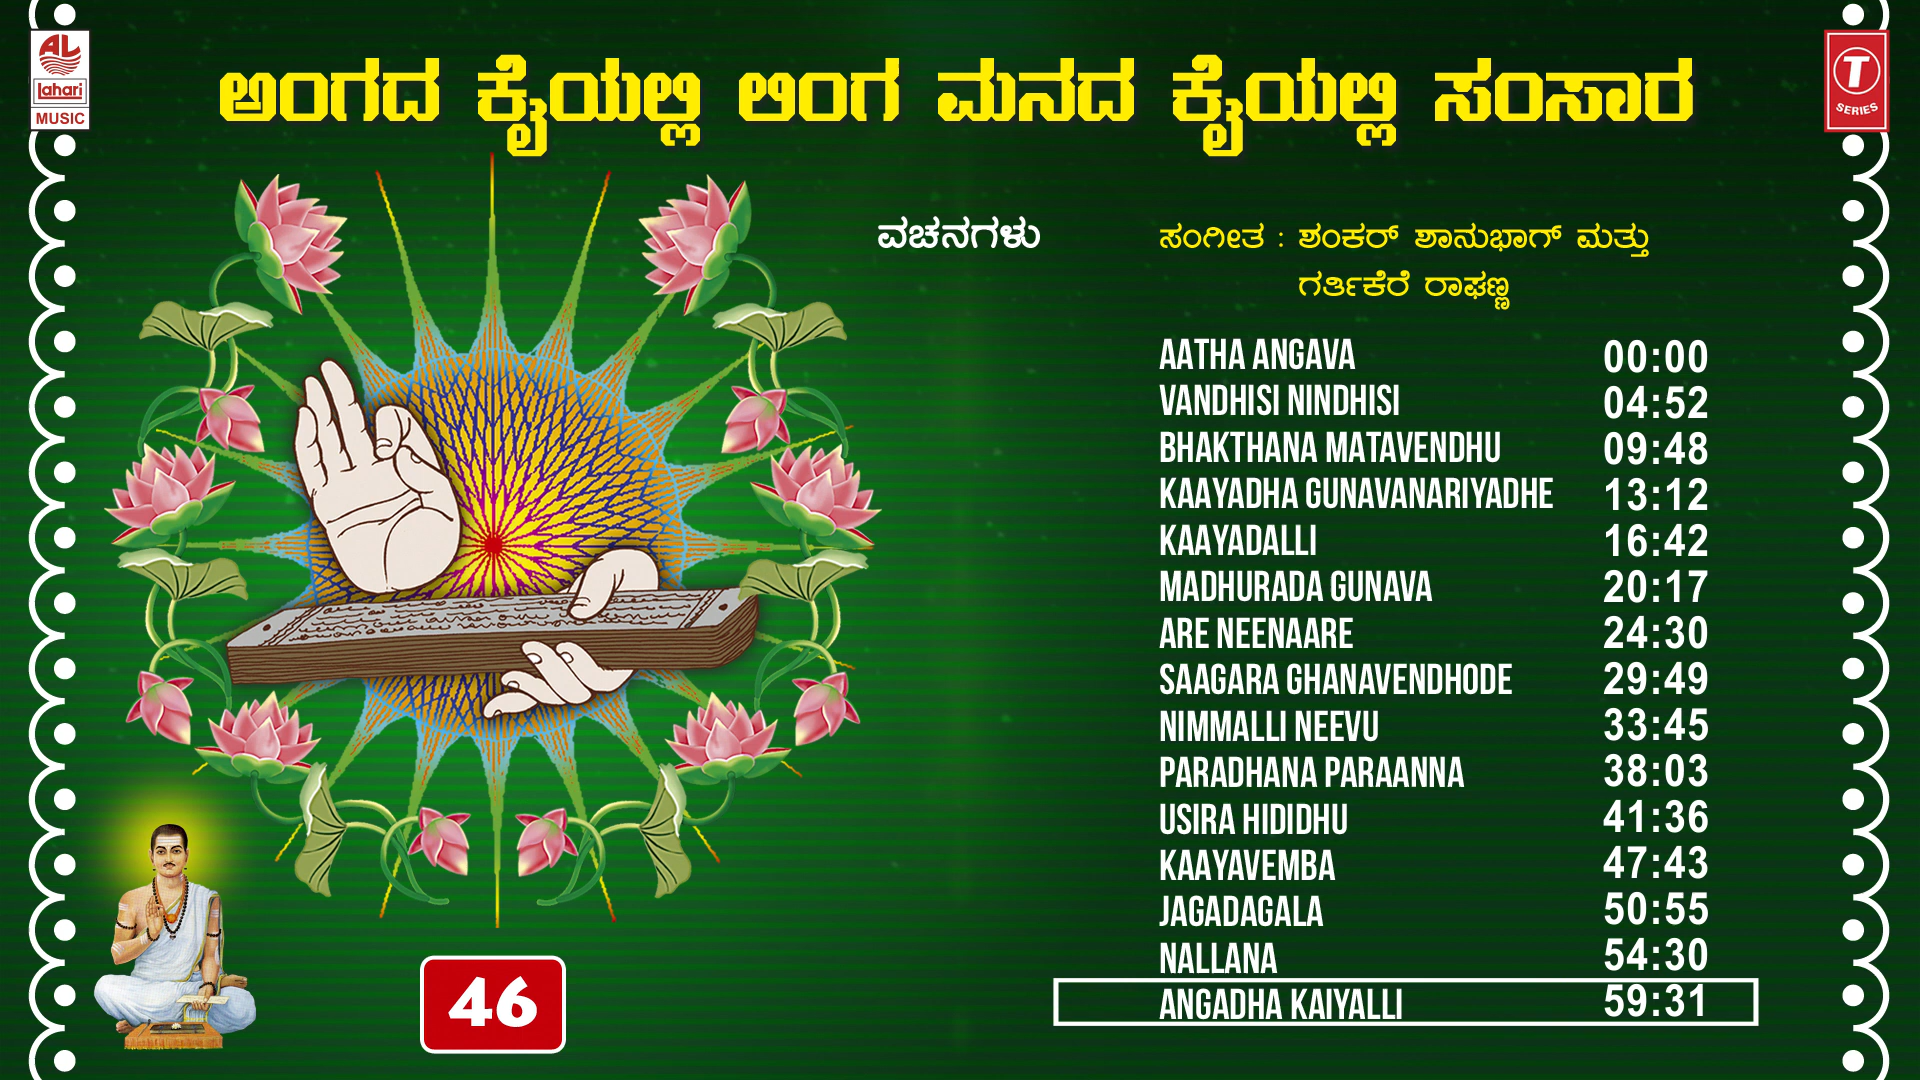 AL
lahari
MUSIC
ಅಂಗದ ಕೈಯಲ್ಲಿ ಲಿಂಗ ಮನದ ಕೈಯಲ್ಲಿ ಸಂಸಾರ
T
SERIES
ವಚನಗಳು
ಸಂಗೀತ : ಶಂಕರ್ ಶಾನುಭಾಗ್ ಮತ್ತು
ಗರ್ತಿಕೆರೆ ರಾಘಣ್ಣ
AATHA ANGAVA 00:00
VANDHISI NINDHISI 04:52
BHAKTHANA MATAVENDHU 09:48
KAAYADHA GUNAVANARIYADHE 13:12
KAAYADALLI 16:42
MADHURADA GUNAVA 20:17
ARE NEENAARE 24:30
SAAGARA GHANAVENDHODE 29:49
NIMMALLI NEEVU 33:45
PARADHANA PARAANNA 38:03
USIRA HIDIDHU 41:36
KAAYAVEMBA 47:43
JAGADAGALA 50:55
NALLANA 54:30
ANGADHA KAIYALLI 59:31
46